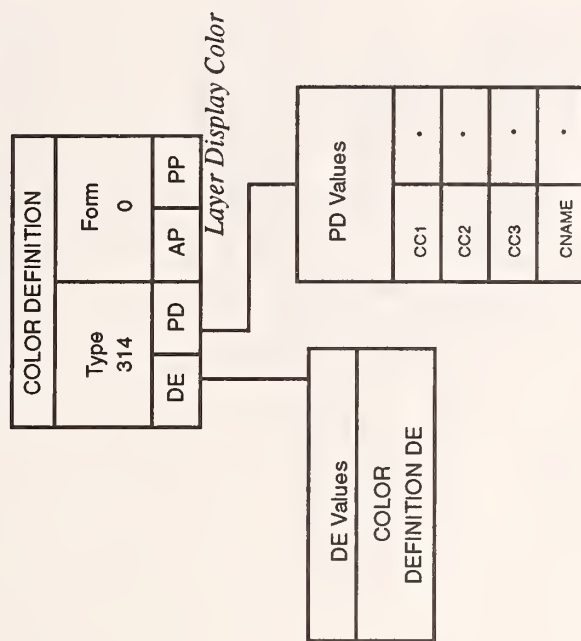 COLOR DEFINITION
Type
314
Form
0
DE
PD
AP
PP
Layer Display Color
DE Values
COLOR
DEFINITION DE
PD Values
CC1 •
CC2 •
CC3 •
CNAME •